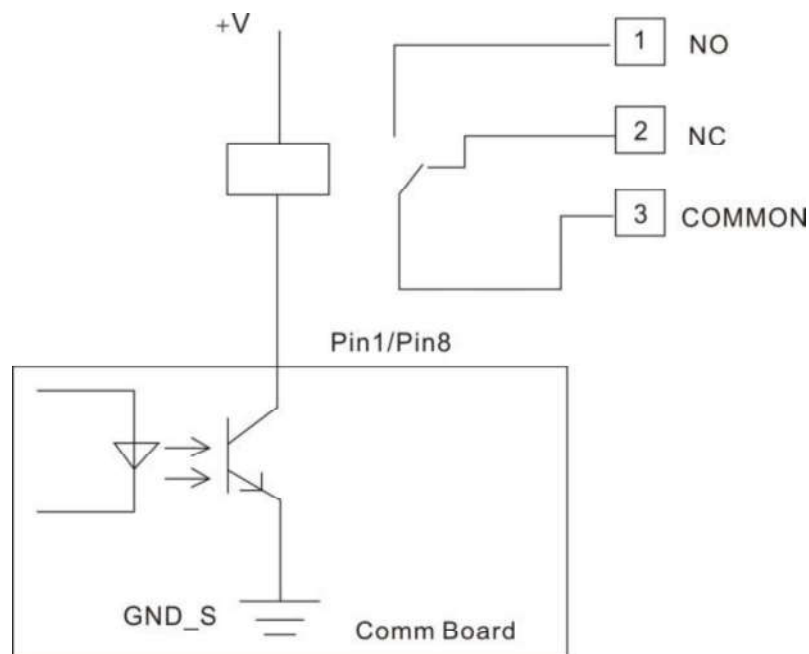 +V
1 NO
2 NC
3 COMMON
Pin1/Pin8
GND_S
Comm Board